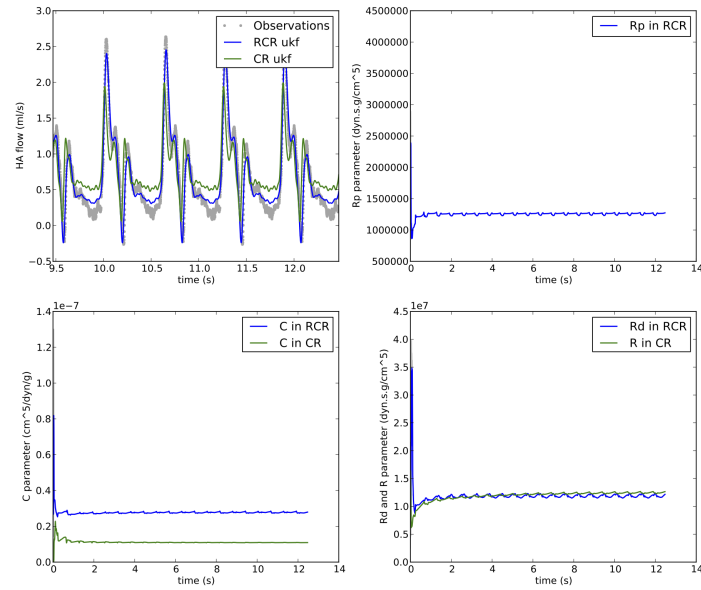 3.0
2.5
2.0
1.5
1.0
0.5
0.0
−0.5
HA flow (ml/s)
Observations
RCR ukf
CR ukf
9.5 10.0 10.5 11.0 11.5 12.0
time (s)
4500000
4000000
3500000
3000000
2500000
2000000
1500000
1000000
500000
Rp parameter (dyn.s.g/cm^5)
Rp in RCR
0 2 4 6 8 10 12 14
time (s)
1e−7
1.4
1.2
1.0
0.8
0.6
0.4
0.2
0.0
C parameter (cm^5/dyn/g)
C in RCR
C in CR
0 2 4 6 8 10 12 14
time (s)
1e7
4.5
4.0
3.5
3.0
2.5
2.0
1.5
1.0
0.5
0.0
Rd and R parameter (dyn.s.g/cm^5)
Rd in RCR
R in CR
0 2 4 6 8 10 12 14
time (s)